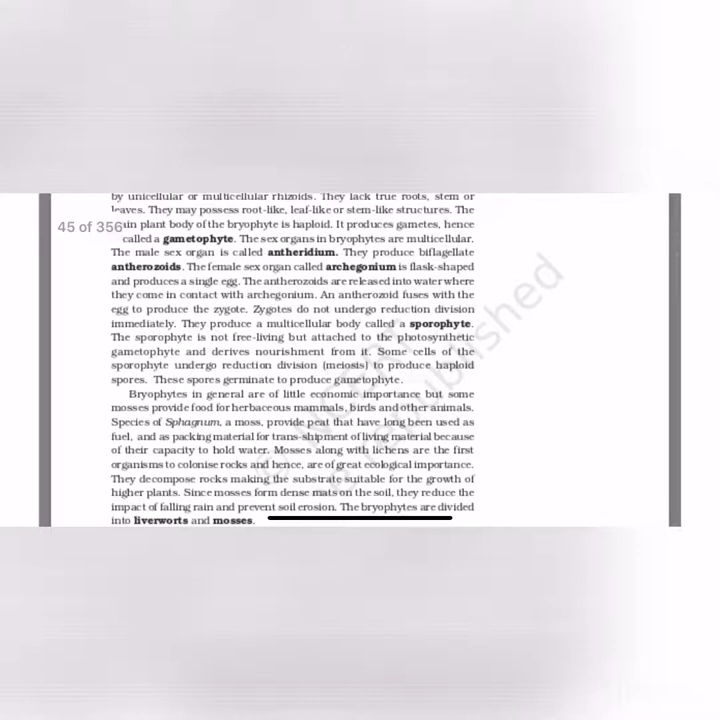 by unicellular or multicellular rhizoids. They lack true roots, stem or
leaves. They may possess root-like, leaf-like or stem-like structures. The
45 of 356
plant body of the bryophyte is haploid. It produces gametes, hence
called a gametophyte. The sex organs in bryophytes are multicellular.
The male sex organ is called antheridium. They produce biflagellate
antherozoids. The female sex organ called archegonium is flask-shaped
and produces a single egg. The antherozoids are released into water where
they come in contact with archegonium. An antherozoid fuses with the
egg to produce the zygote. Zygotes do not undergo reduction division
immediately. They produce a multicellular body called a sporophyte.
The sporophyte is not free-living but attached to the photosynthetic
gametophyte and derives nourishment from it. Some cells of the
sporophyte undergo reduction division (meiosis) to produce haploid
spores. These spores germinate to produce gametophyte.
Bryophytes in general are of little economic importance but some
mosses provide food for herbaceous mammals, birds and other animals.
Species of Sphagnum, a moss, provide peat that have long been used as
fuel, and as packing material for trans-shipment of living material because
of their capacity to hold water. Mosses along with lichens are the first
organisms to colonise rocks and hence, are of great ecological importance.
They decompose rocks making the substrate suitable for the growth of
higher plants. Since mosses form dense mats on the soil, they reduce the
impact of falling rain and prevent soil erosion. The bryophytes are divided
into liverworts and mosses.
© NCERT
republished